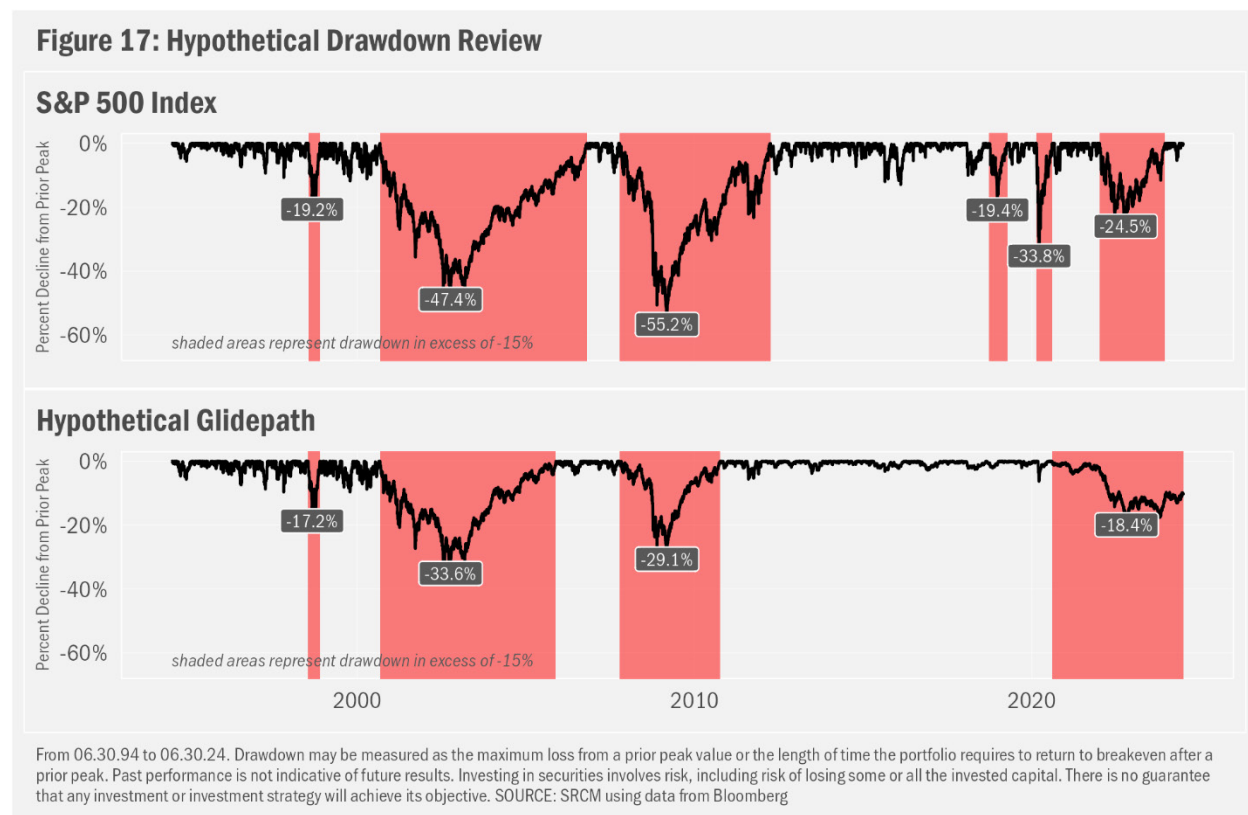 Figure 17: Hypothetical Drawdown Review
S&P 500 Index
Percent Decline from Prior Peak
0%
-20%
-40%
-60%
-19.2%
-47.4%
-55.2%
-19.4%
-33.8%
-24.5%
shaded areas represent drawdown in excess of -15%
Hypothetical Glidepath
Percent Decline from Prior Peak
0%
-20%
-40%
-60%
-17.2%
-33.6%
-29.1%
-18.4%
shaded areas represent drawdown in excess of -15%
2000
2010
2020
From 06.30.94 to 06.30.24. Drawdown may be measured as the maximum loss from a prior peak value or the length of time the portfolio requires to return to breakeven after a
prior peak. Past performance is not indicative of future results. Investing in securities involves risk, including risk of losing some or all the invested capital. There is no guarantee
that any investment or investment strategy will achieve its objective. SOURCE: SRCM using data from Bloomberg